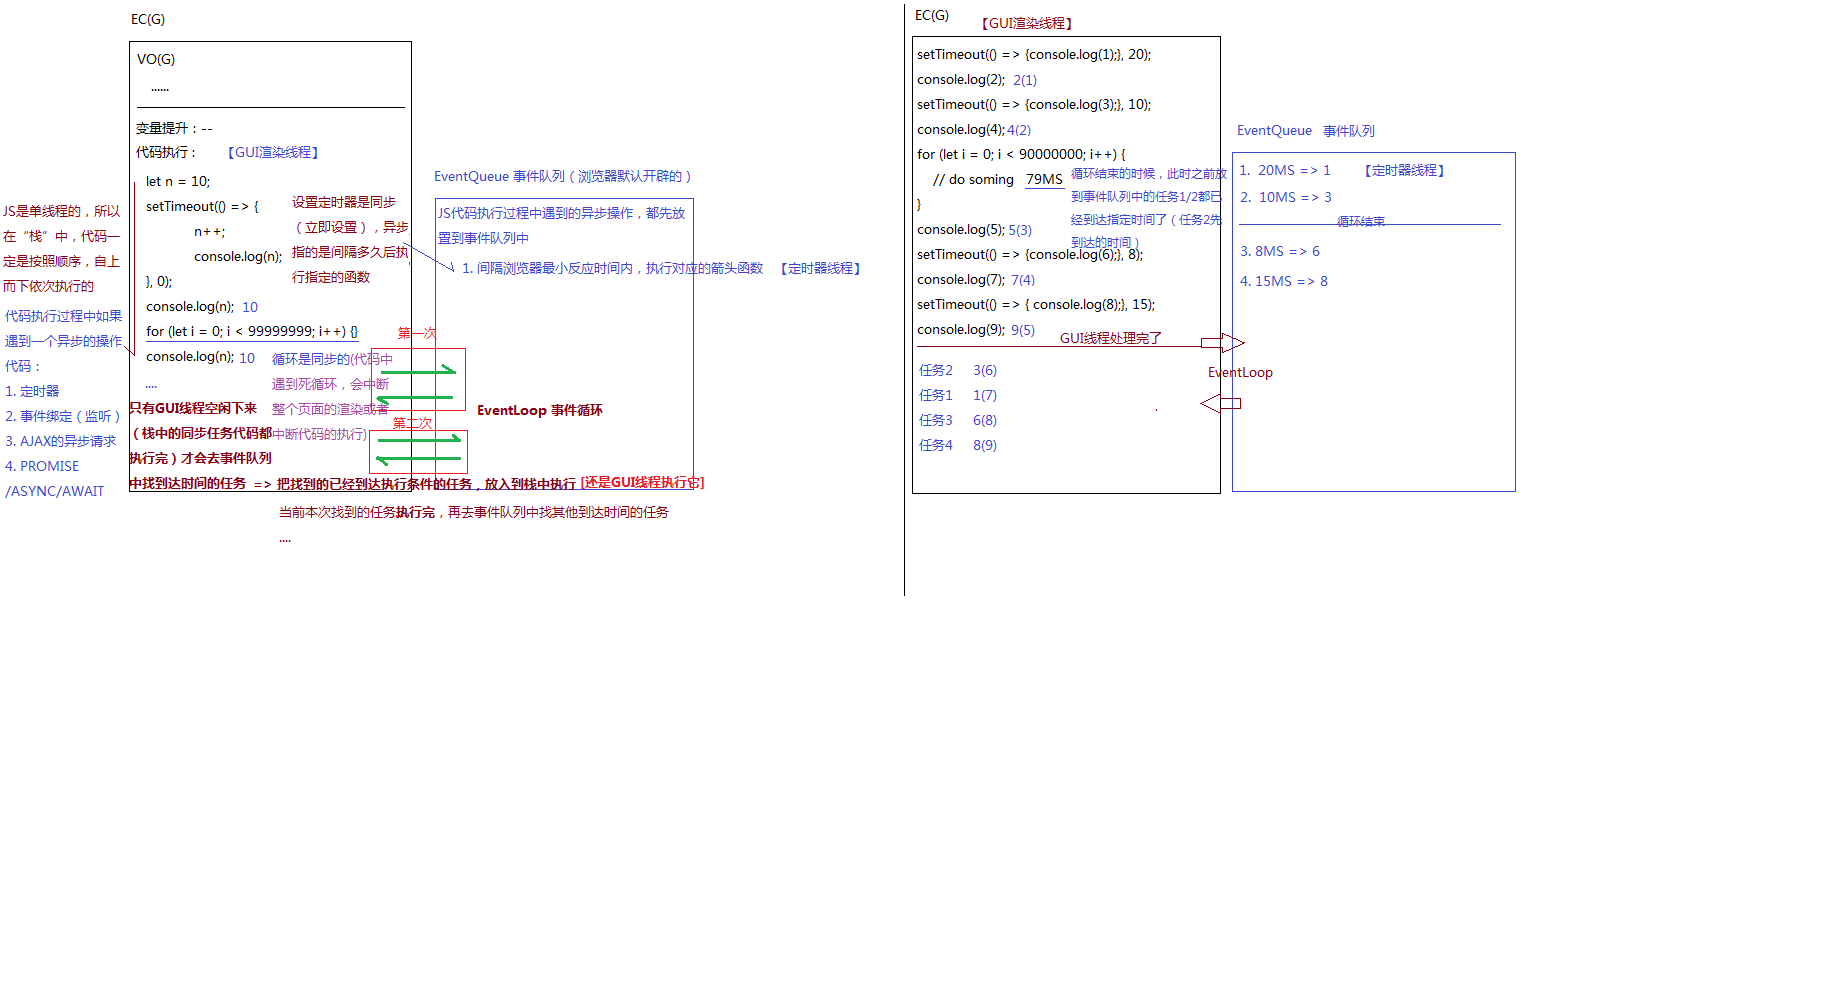 EC(G)
VO(G)
......
变量提升：--
代码执行： 【GUI渲染线程】
let n = 10;
setTimeout(() => {
n++;
console.log(n);
}, 0);
console.log(n); 10
for (let i = 0; i < 99999999; i++) {}
console.log(n); 10
....
JS是单线程的，所以
在“栈”中，代码一
定是按照顺序，自上
而下依次执行的
代码执行过程中如果
遇到一个异步的操作
代码：
1. 定时器
2. 事件绑定（监听）
3. AJAX的异步请求
4. PROMISE
/ASYNC/AWAIT
设置定时器是同步
（立即设置），异步
指的是间隔多久后执
行指定的函数
循环是同步的(代码中
遇到死循环，会中断
整个页面的渲染或者
中断代码的执行)
只有GUI线程空闲下来
（栈中的同步任务代码都
执行完）才会去事件队列
中找到达时间的任务 => 把找到的已经到达执行条件的任务，放入到栈中执行 [还是GUI线程执行它]
当前本次找到的任务执行完，再去事件队列中找其他到达时间的任务
....
EventQueue 事件队列（浏览器默认开辟的）
JS代码执行过程中遇到的异步操作，都先放
置到事件队列中
1. 间隔浏览器最小反应时间内，执行对应的箭头函数 【定时器线程】
第一次
第二次
EventLoop 事件循环
EC(G)
【GUI渲染线程】
setTimeout(() => {console.log(1);}, 20);
console.log(2); 2(1)
setTimeout(() => {console.log(3);}, 10);
console.log(4); 4(2)
for (let i = 0; i < 90000000; i++) {
// do soming 79MS
}
console.log(5); 5(3)
setTimeout(() => {console.log(6);}, 8);
console.log(7); 7(4)
setTimeout(() => { console.log(8);}, 15);
console.log(9); 9(5)
循环结束的时候，此时之前放
到事件队列中的任务1/2都已
经到达指定时间了（任务2先
到达的时间）
GUI线程处理完了
EventLoop
任务2 3(6)
任务1 1(7)
任务3 6(8)
任务4 8(9)
EventQueue 事件队列
1. 20MS => 1 【定时器线程】
2. 10MS => 3
循环结束
3. 8MS => 6
4. 15MS => 8